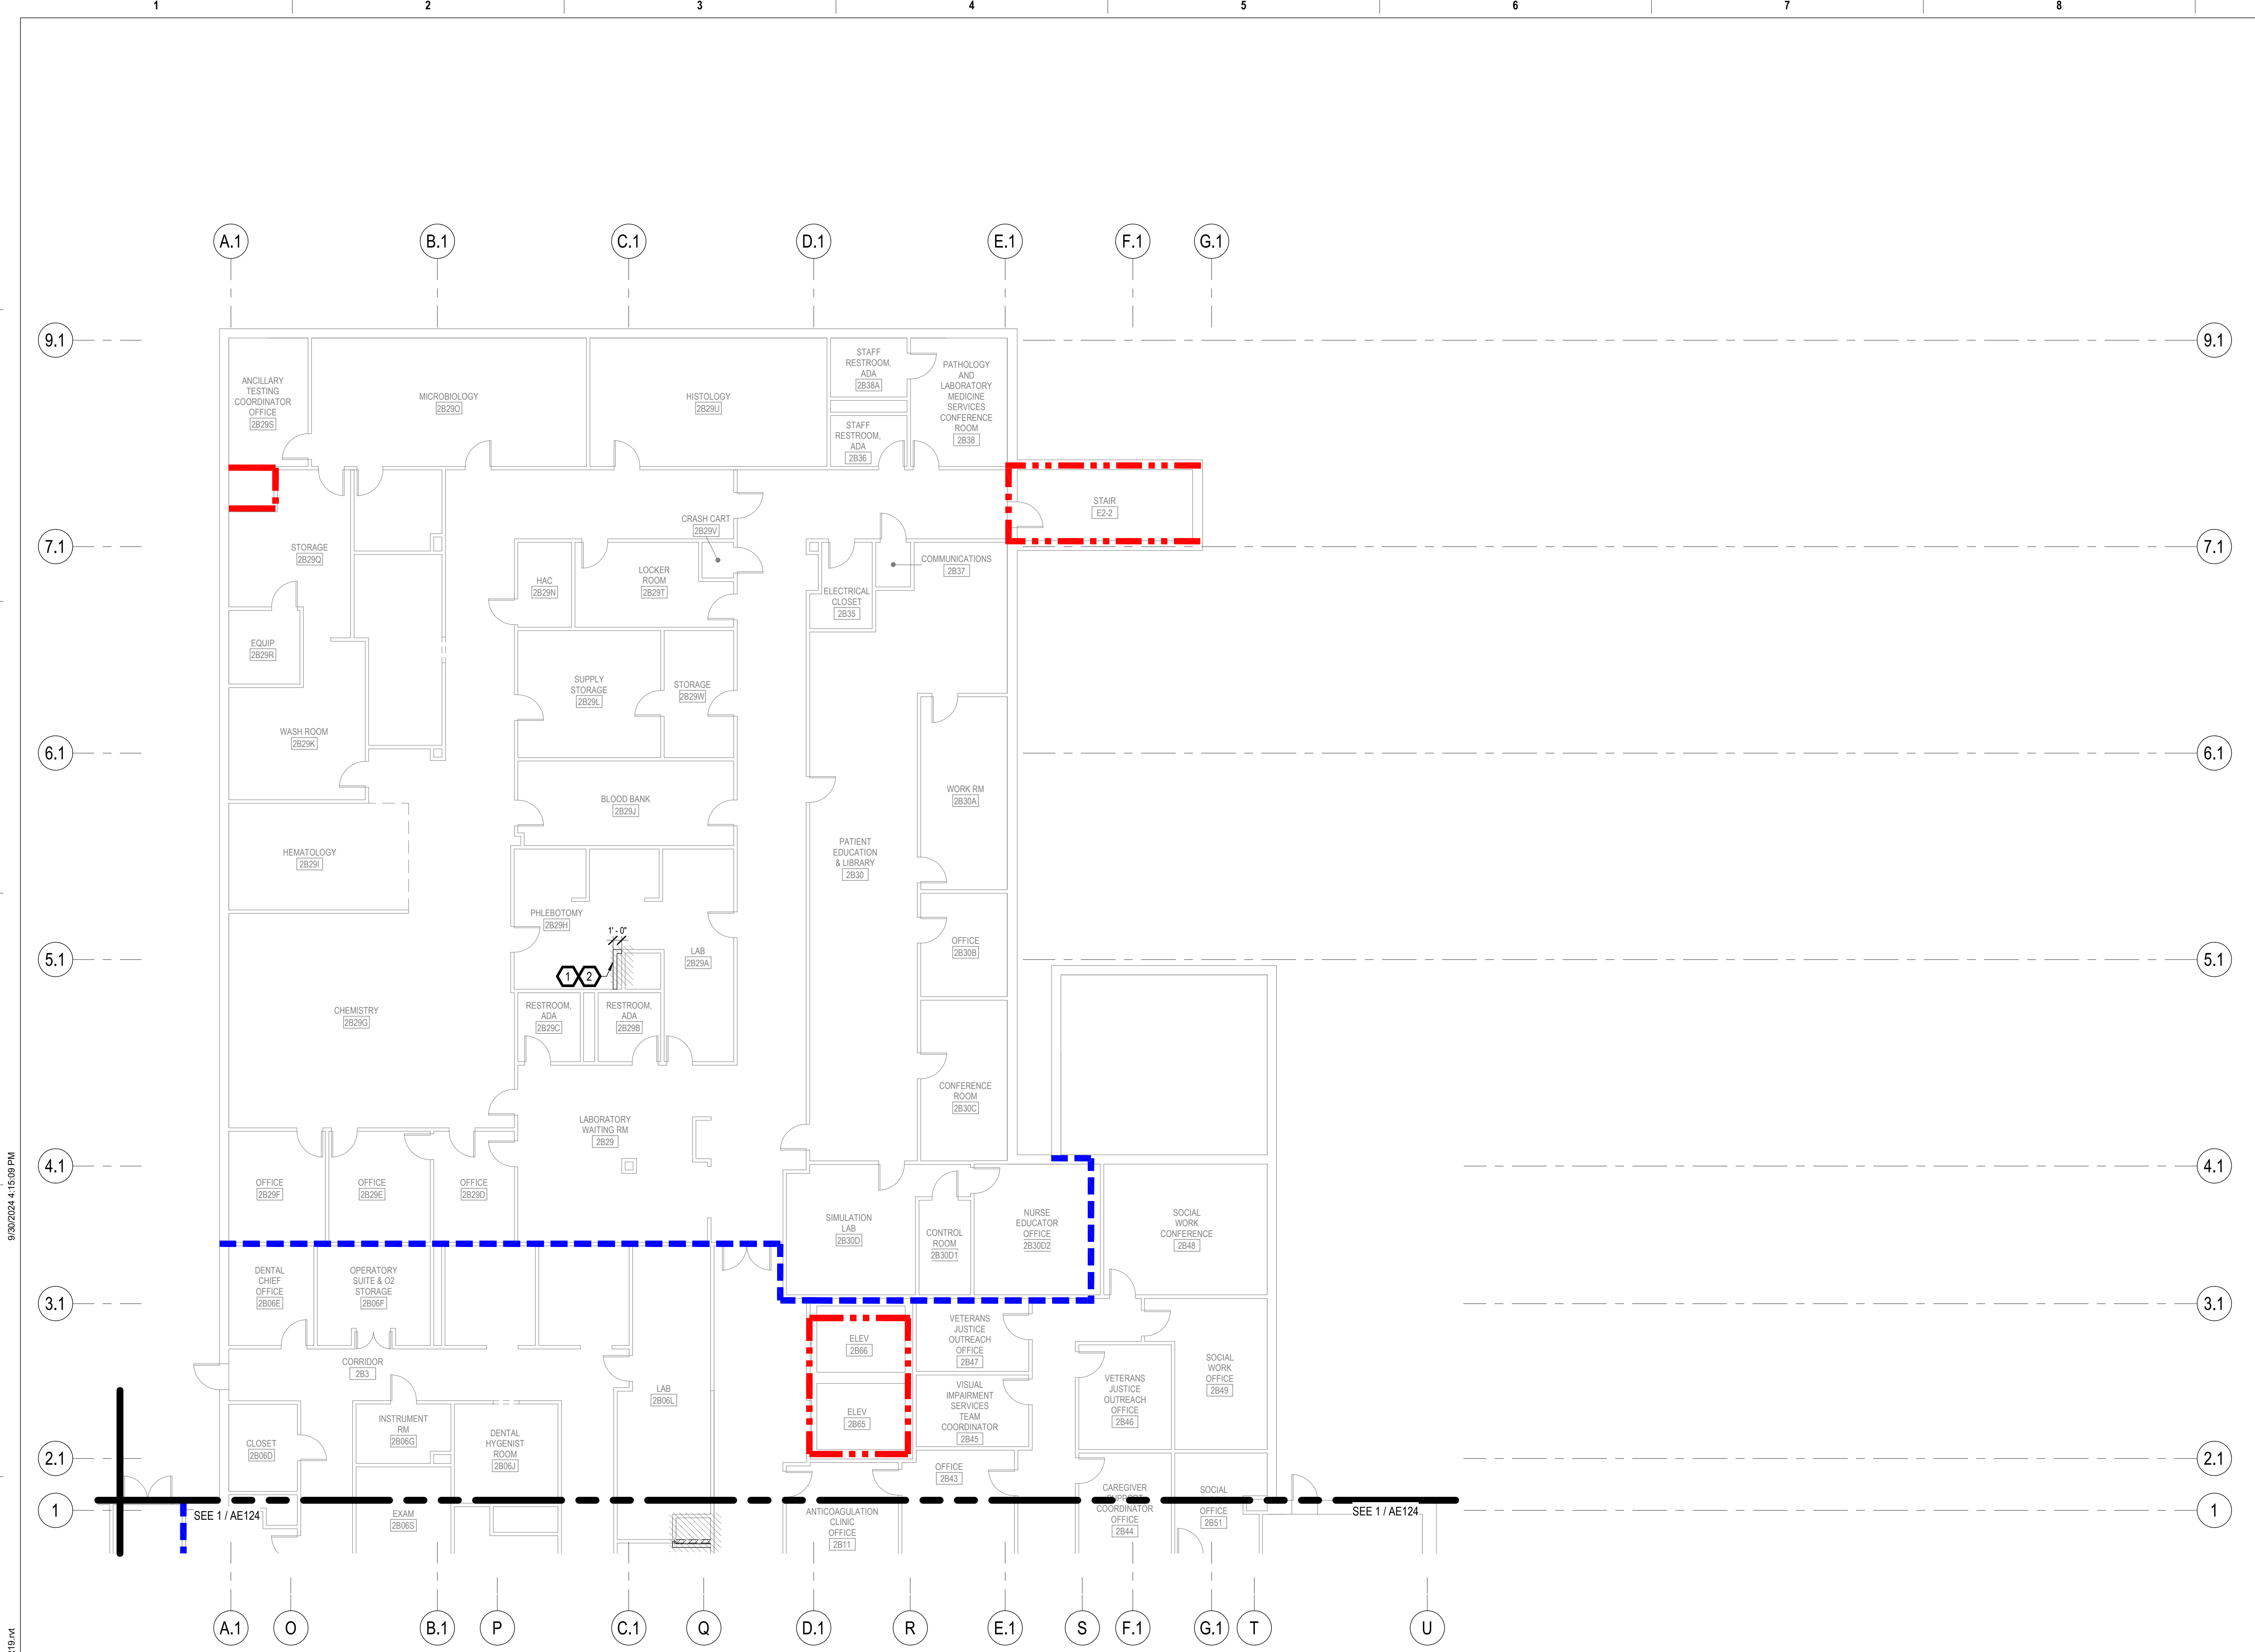 1 2 3 4 5 6 7 8
A.1 B.1 C.1 D.1 E.1 F.1 G.1
9.1 9.1
ANCILLARY
TESTING
COORDINATOR
OFFICE
2B29S
MICROBIOLOGY
2B29O
HISTOLOGY
2B29U
STAFF
RESTROOM,
ADA
2B38A
STAFF
RESTROOM,
ADA
2B36
PATHOLOGY
AND
LABORATORY
MEDICINE
SERVICES
CONFERENCE
ROOM
2B38
STAIR
E2-2
CRASH CART
2B29V
7.1 7.1
STORAGE
2B29Q
HAC
2B29N
LOCKER
ROOM
2B29T
COMMUNICATIONS
2B37
ELECTRICAL
CLOSET
2B35
EQUIP
2B29R
SUPPLY
STORAGE
2B29L
STORAGE
2B29W
WASH ROOM
2B29K
6.1 6.1
WORK RM
2B30A
BLOOD BANK
2B29J
HEMATOLOGY
2B29I
PATIENT
EDUCATION
& LIBRARY
2B30
PHLEBOTOMY
2B29H
1' - 0"
1 2
LAB
2B29A
OFFICE
2B30B
5.1 5.1
CHEMISTRY
2B29G
RESTROOM,
ADA
2B29C
RESTROOM,
ADA
2B29B
CONFERENCE
ROOM
2B30C
LABORATORY
WAITING RM
2B29
4.1 4.1
OFFICE
2B29F
OFFICE
2B29E
OFFICE
2B29D
SIMULATION
LAB
2B30D
CONTROL
ROOM
2B30D1
NURSE
EDUCATOR
OFFICE
2B30D2
SOCIAL
WORK
CONFERENCE
2B48
DENTAL
CHIEF
OFFICE
2B06E
OPERATORY
SUITE & O2
STORAGE
2B06F
3.1 3.1
ELEV
2B66
VETERANS
JUSTICE
OUTREACH
OFFICE
2B47
CORRIDOR
2B3
LAB
2B06L
SOCIAL
WORK
OFFICE
2B49
ELEV
2B65
VISUAL
IMPAIRMENT
SERVICES
TEAM
COORDINATOR
2B45
VETERANS
JUSTICE
OUTREACH
OFFICE
2B46
CLOSET
2B06D
INSTRUMENT
RM
2B06G
DENTAL
HYGENIST
ROOM
2B06J
2.1 2.1
OFFICE
2B43
1 1
SEE 1 / AE124
SEE 1 / AE124
EXAM
2B06S
ANTICOAGULATION
CLINIC
OFFICE
2B11
CAREGIVER
SUPPORT
COORDINATOR
OFFICE
2B44
SOCIAL
OFFICE
2B51
A.1 O B.1 P C.1 Q D.1 R E.1 S F.1 G.1 T U
9/30/2024 4:15:09 PM
19.rvt